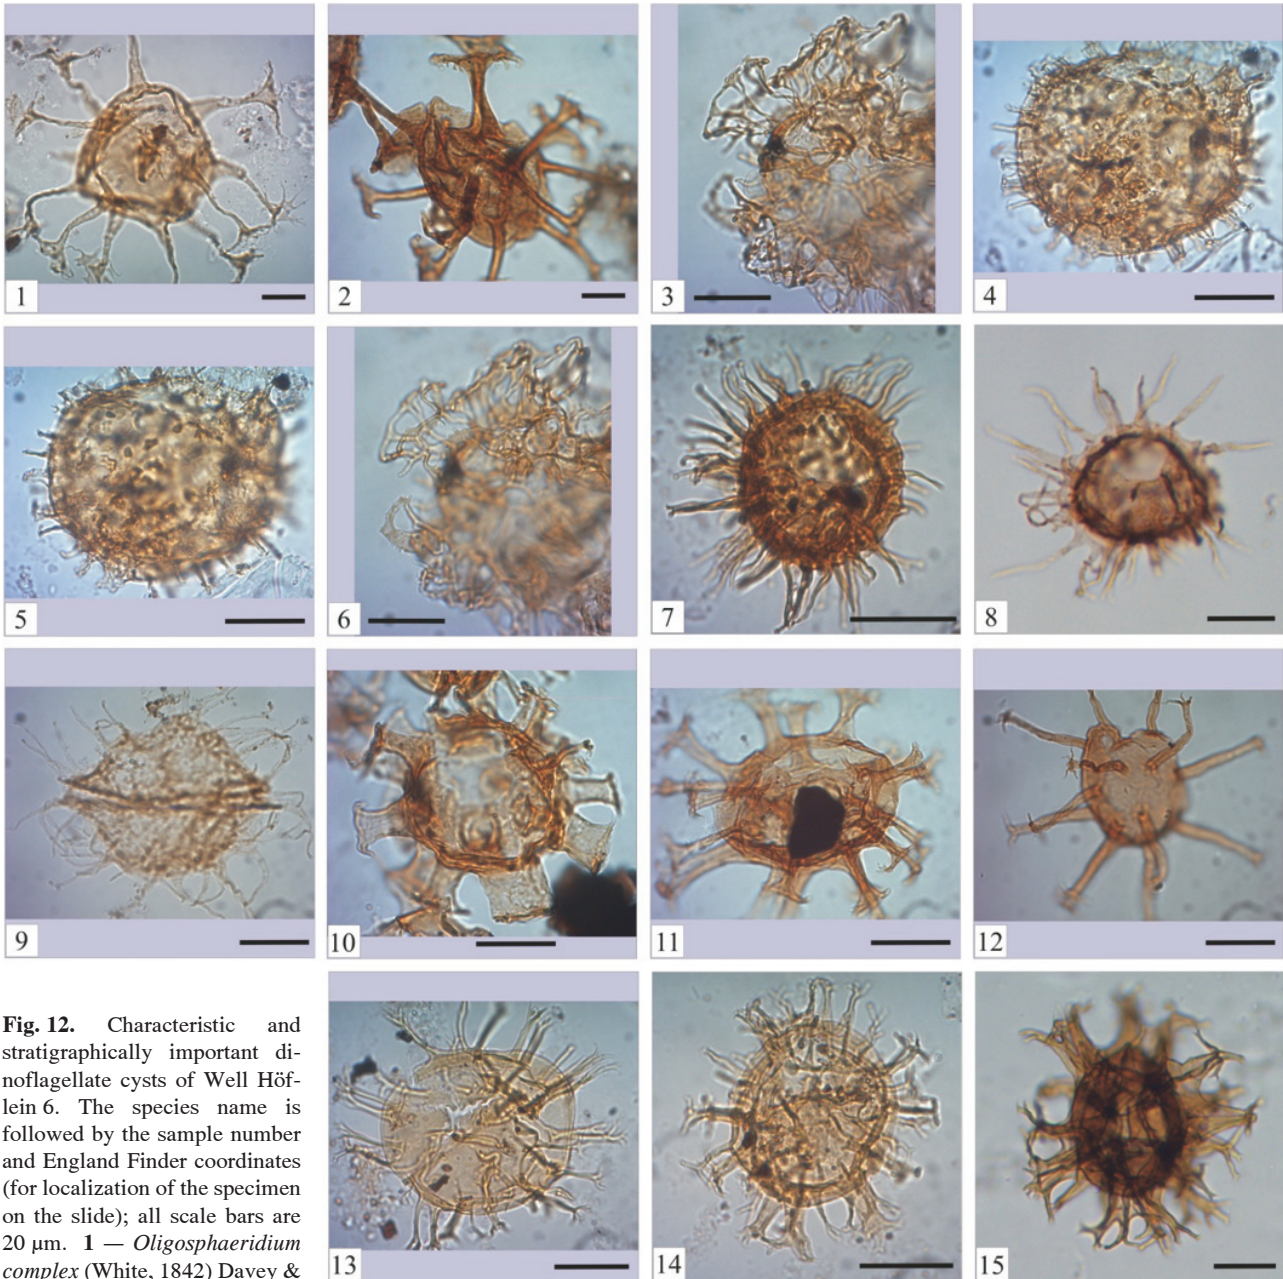 1
2
3
4
5
6
7
8
9
10
11
12
13
14
15
Fig. 12. Characteristic and
stratigraphically important di-
noflagellate cysts of Well Höf-
lein 6. The species name is
followed by the sample number
and England Finder coordinates
(for localization of the specimen
on the slide); all scale bars are
20 µm. 1 — Oligosphaeridium
complex (White, 1842) Davey &